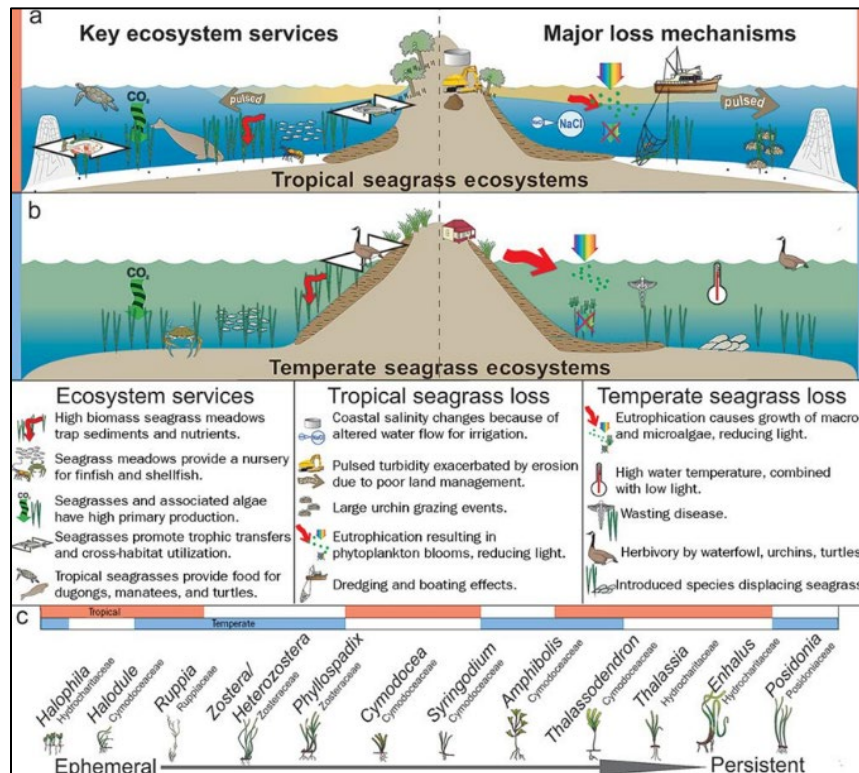 a
Key ecosystem services
Major loss mechanisms
CO₂
pulsed
NaCl
NaCl
pulsed
Tropical seagrass ecosystems
b
CO₂
Temperate seagrass ecosystems
Ecosystem services
High biomass seagrass meadows
trap sediments and nutrients.
Seagrass meadows provide a nursery
for finfish and shellfish.
CO₂
Seagrasses and associated algae
have high primary production.
Seagrasses promote trophic transfers
and cross-habitat utilization.
Tropical seagrasses provide food for
dugongs, manatees, and turtles.
Tropical seagrass loss
Coastal salinity changes because of
altered water flow for irrigation.
NaCl
Pulsed turbidity exacerbated by erosion
due to poor land management.
Large urchin grazing events.
Eutrophication resulting in
phytoplankton blooms, reducing light.
Dredging and boating effects.
Temperate seagrass loss
Eutrophication causes growth of macro
and microalgae, reducing light.
High water temperature, combined
with low light.
Wasting disease.
Herbivory by waterfowl, urchins, turtles
Introduced species displacing seagrass
c
Tropical
Temperate
Halophila
Hydrocharitaceae
Halodule
Cymodoceaceae
Ruppia
Ruppiaceae
Zostera/
Heterozostera
Zosteraceae
Phyllospadix
Zosteraceae
Cymodocea
Cymodoceaceae
Syringodium
Cymodoceaceae
Amphibolis
Cymodoceaceae
Thalassodendron
Cymodoceaceae
Thalassia
Hydrocharitaceae
Enhalus
Hydrocharitaceae
Posidonia
Posidoniaceae
Ephemeral
Persistent